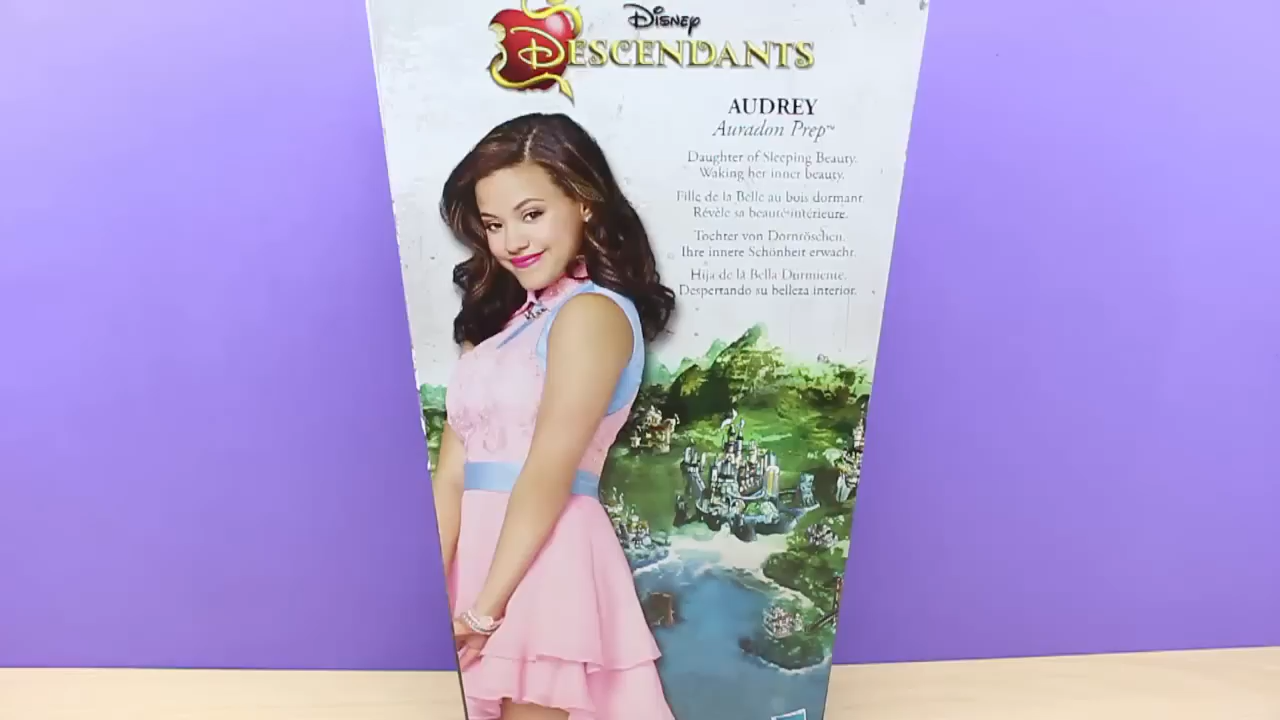 DISNEY
DESCENDANTS
AUDREY
Auradon Prep™
Daughter of Sleeping Beauty.
Waking her inner beauty.
Fille de la Belle au bois dormant.
Révèle sa beauté intérieure.
Tochter von Dornröschen.
Ihre innere Schönheit erwacht.
Hija de la Bella Durmiente.
Despertando su belleza interior.